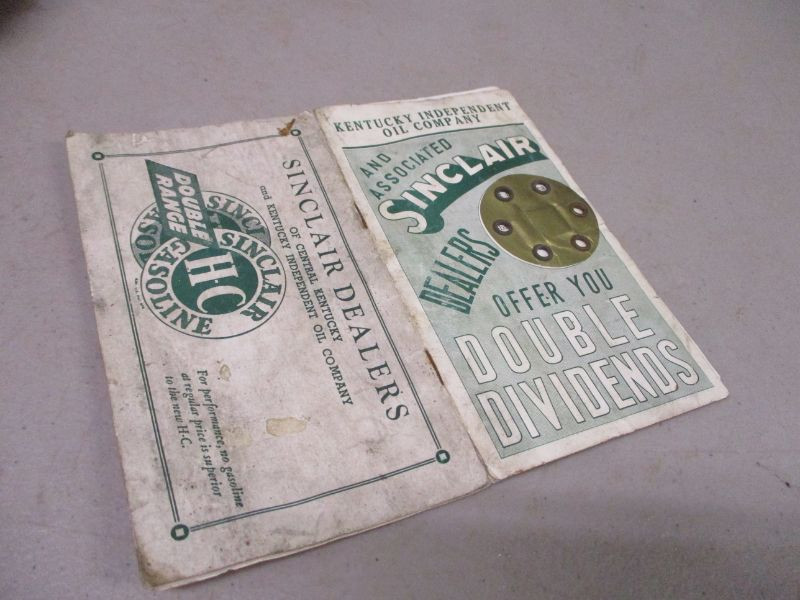 KENTUCKY INDEPENDENT
OIL COMPANY
AND
ASSOCIATED
SINCLAIR
DEALERS
OFFER YOU
DOUBLE
DIVIDENDS
SINCLAIR DEALERS
OF CENTRAL KENTUCKY
and KENTUCKY INDEPENDENT OIL COMPANY
DOUBLE
RANGE
SINCLAIR
SINCLAIR
H-C
GASOLINE
For performance, no gasoline
at regular price is superior
to the new H-C.